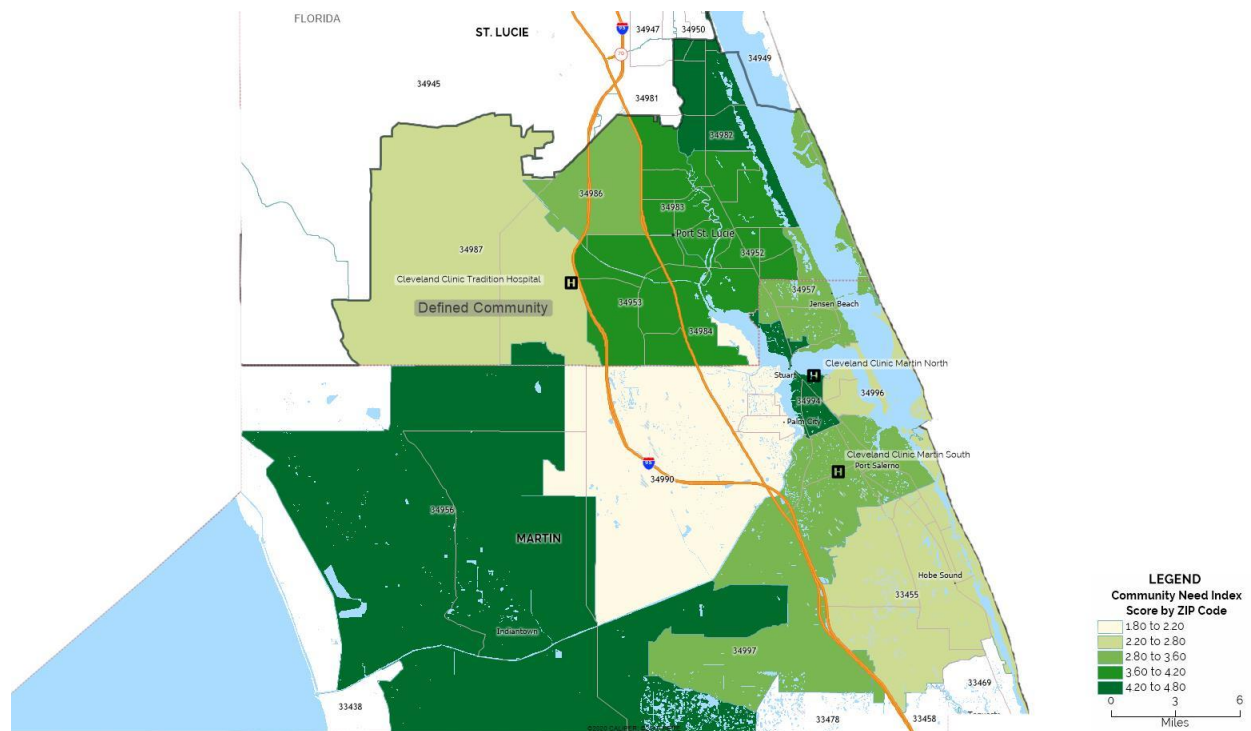 FLORIDA
ST. LUCIE
95
34947
34950
70
34949
34945
34981
34982
34986
34983
Port St. Lucie
34987
34952
Cleveland Clinic Tradition Hospital
H
34957
Defined Community
34953
Jensen Beach
34984
Cleveland Clinic Martin North
Stuart
H
34996
34994
Palm City
Cleveland Clinic Martin South
95
Port Salerno
34990
H
34956
MARTIN
Hobe Sound
33455
Indiantown
34997
33469
33438
33478
33458
LEGEND
Community Need Index
Score by ZIP Code
1.80 to 2.20
2.20 to 2.80
2.80 to 3.60
3.60 to 4.20
4.20 to 4.80
0 3 6
Miles